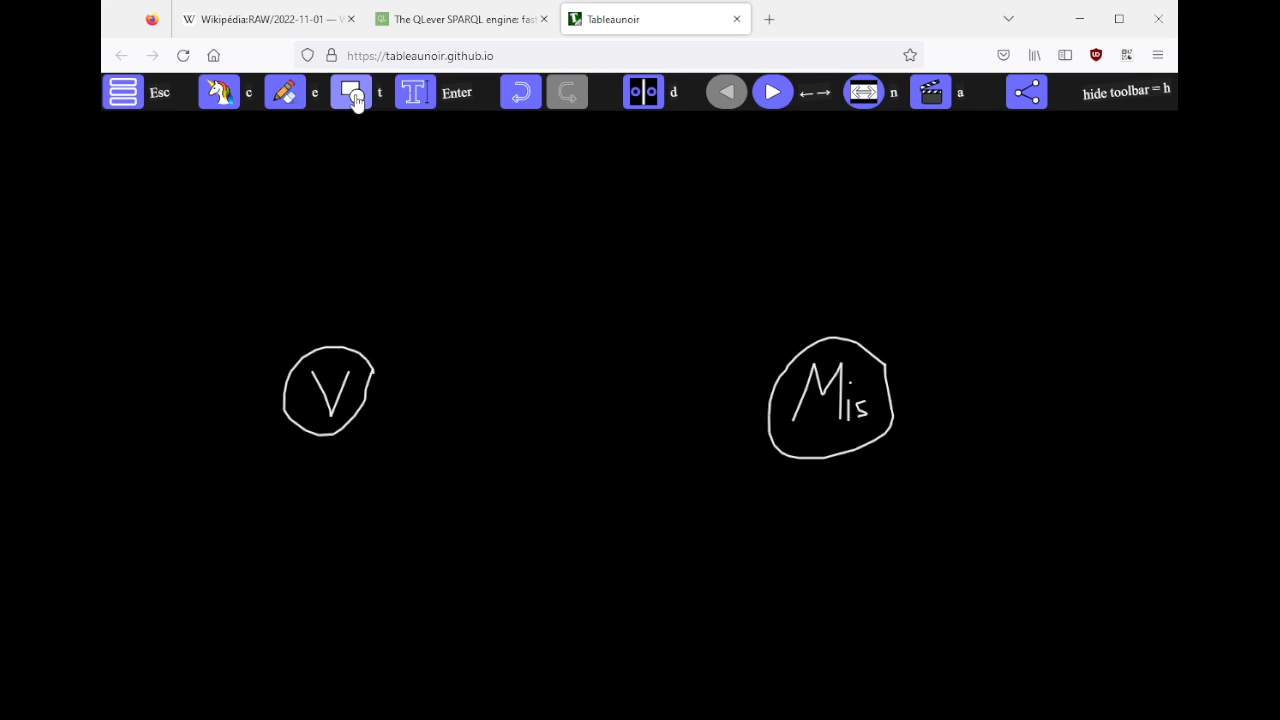 Wikipédia:RAW/2022-11-01 —
The QLever SPARQL engine: fast
Tableaunoir
https://tableaunoir.github.io
Esc c e t Enter d ←→ n a hide toolbar = h
V
Mis